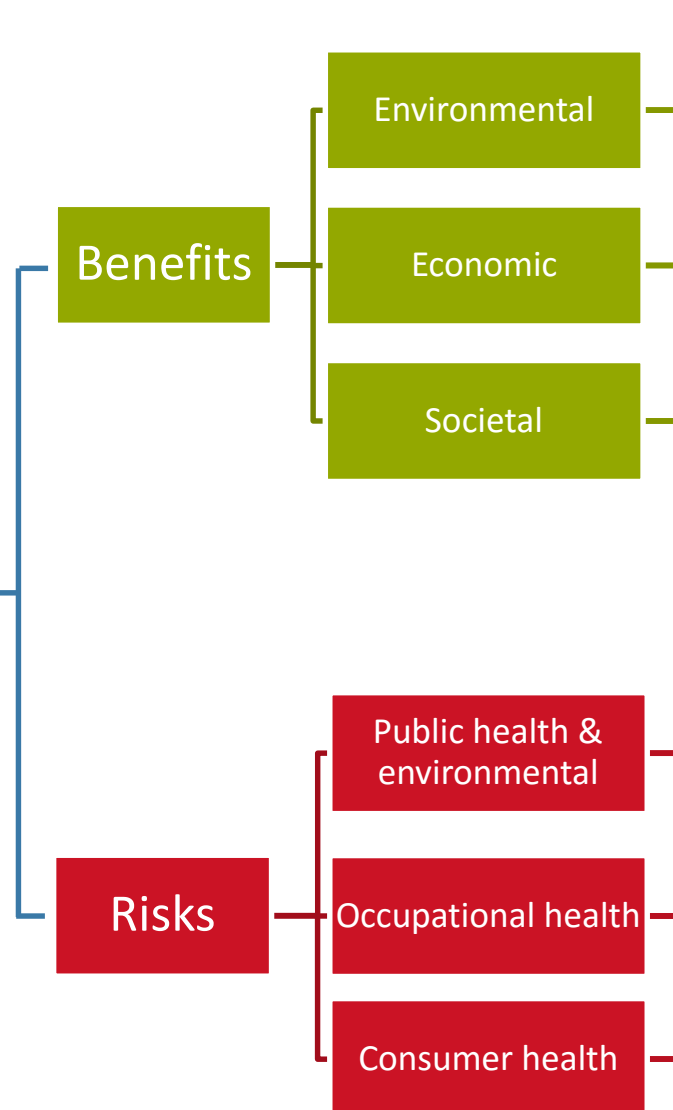 Environmental
Benefits
Economic
Societal
Public health &
environmental
Risks
Occupational health
Consumer health